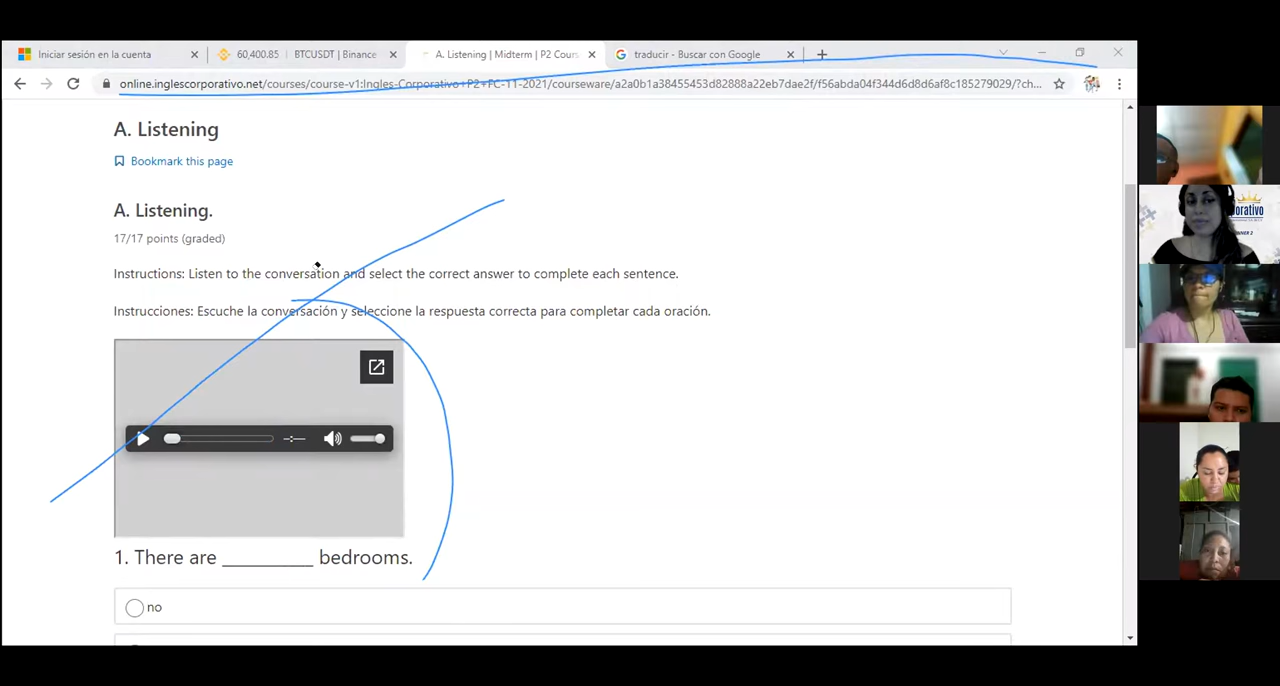 Iniciar sesión en la cuenta
60,400.85 BTCUSDT | Binance
A. Listening | Midterm | P2 Cours
traducir - Buscar con Google
online.inglescorporativo.net/courses/course-v1:Ingles-Corporativo+P2+FC-11-2021/courseware/a2a0b1a38455453d82888a22eb7dae2f/f56abda04f344d6d8d6af8c185279029/?ch...
A. Listening
Bookmark this page
A. Listening.
17/17 points (graded)
Instructions: Listen to the conversation and select the correct answer to complete each sentence.
Instrucciones: Escuche la conversación y seleccione la respuesta correcta para completar cada oración.
-:--
1. There are _________ bedrooms.
no